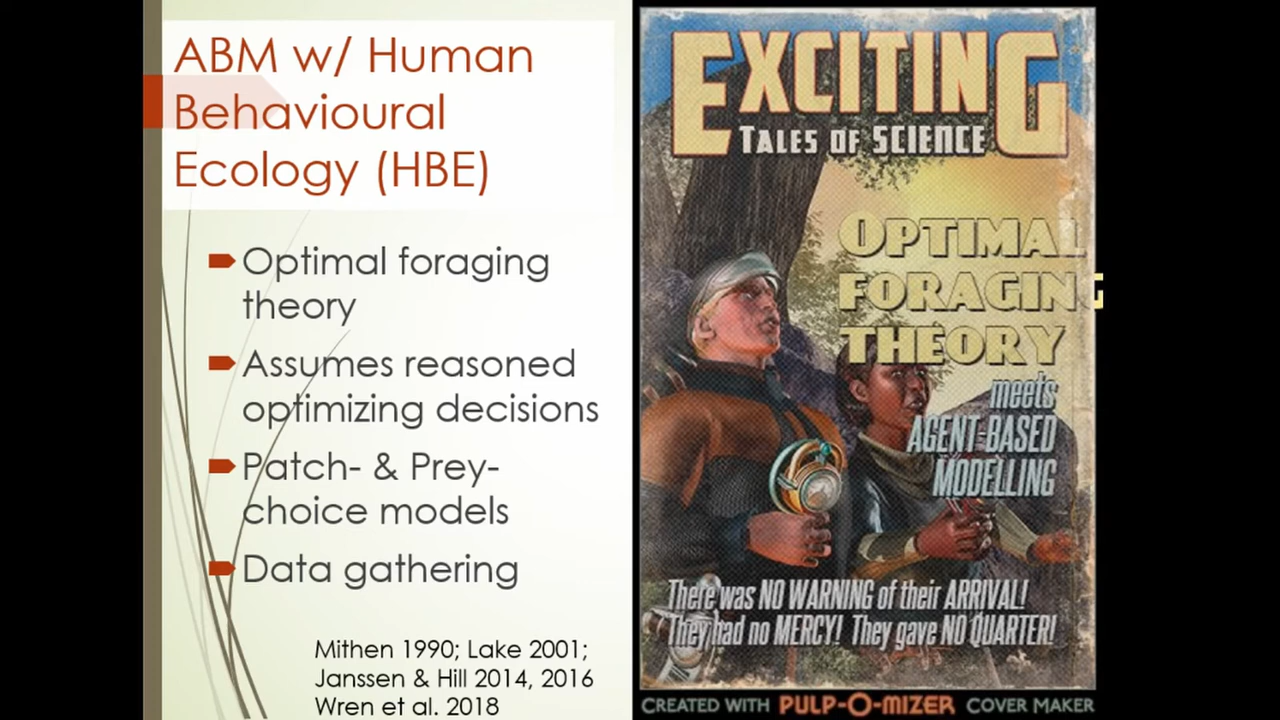 ABM w/ Human
Behavioural
Ecology (HBE)
Optimal foraging
theory
Assumes reasoned
optimizing decisions
Patch- & Prey-
choice models
Data gathering
Mithen 1990; Lake 2001;
Janssen & Hill 2014, 2016
Wren et al. 2018
EXCITING
TALES OF SCIENCE
OPTIMAL
FORAGING
THEORY
meets
AGENT-BASED
MODELLING
There was NO WARNING of their ARRIVAL!
They had no MERCY! They gave NO QUARTER!
CREATED WITH PULP-O-MIZER COVER MAKER